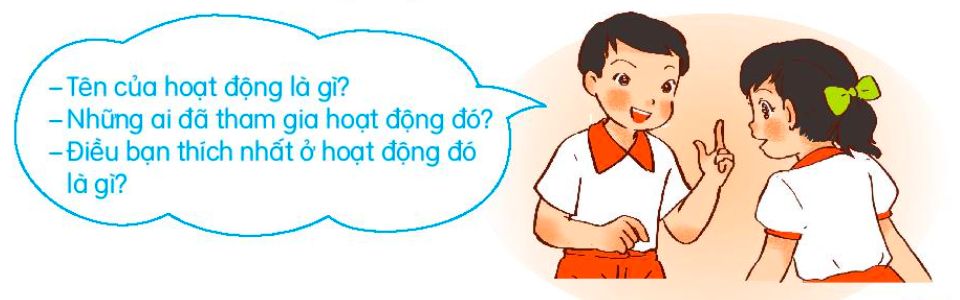 – Tên của hoạt động là gì?
– Những ai đã tham gia hoạt động đó?
– Điều bạn thích nhất ở hoạt động đó
là gì?